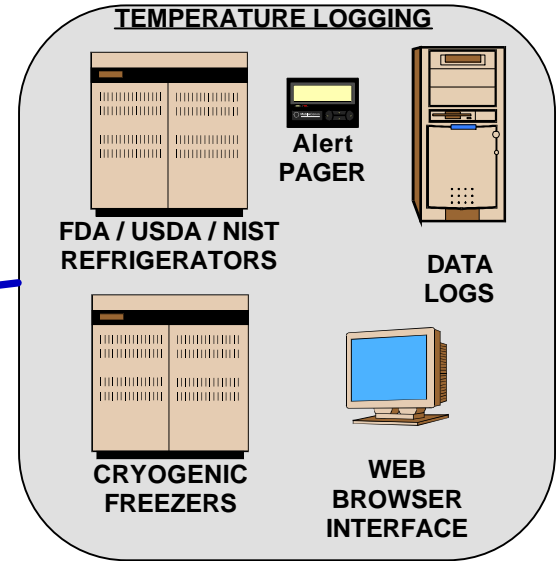 TEMPERATURE LOGGING
Alert
PAGER
FDA / USDA / NIST
REFRIGERATORS
DATA
LOGS
CRYOGENIC
FREEZERS
WEB
BROWSER
INTERFACE